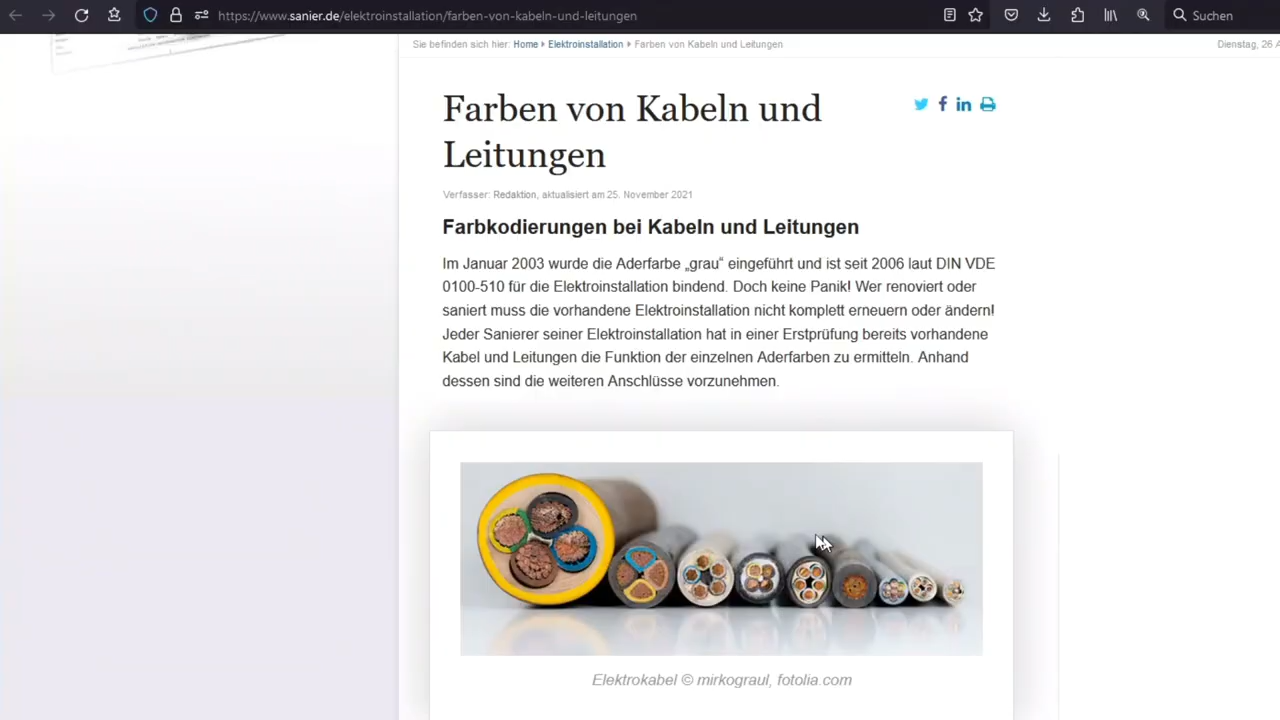 https://www.sanier.de/elektroinstallation/farben-von-kabeln-und-leitungen
Suchen
Sie befinden sich hier: Home Elektroinstallation Farben von Kabeln und Leitungen
Dienstag, 26
Farben von Kabeln und
Leitungen
Verfasser: Redaktion, aktualisiert am 25. November 2021
Farbkodierungen bei Kabeln und Leitungen
Im Januar 2003 wurde die Aderfarbe „grau“ eingeführt und ist seit 2006 laut DIN VDE
0100-510 für die Elektroinstallation bindend. Doch keine Panik! Wer renoviert oder
saniert muss die vorhandene Elektroinstallation nicht komplett erneuern oder ändern!
Jeder Sanierer seiner Elektroinstallation hat in einer Erstprüfung bereits vorhandene
Kabel und Leitungen die Funktion der einzelnen Aderfarben zu ermitteln. Anhand
dessen sind die weiteren Anschlüsse vorzunehmen.
Elektrokabel © mirkograul, fotolia.com